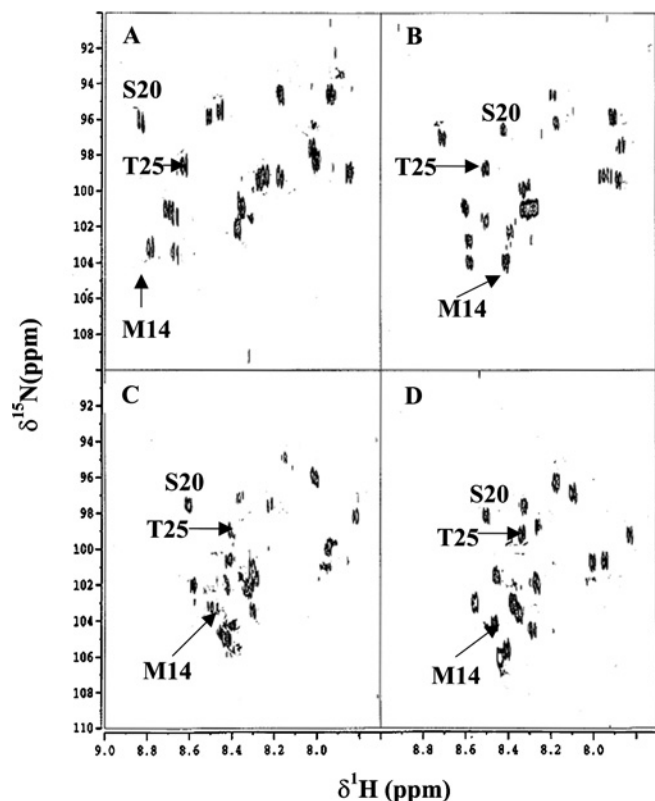 A
B
S20
S20
T25
T25
M14
M14
C
D
S20
S20
T25
T25
M14
M14
92
94
96
98
100
102
104
106
108
92
94
96
98
100
102
104
106
108
110
9.0 8.8 8.6 8.4 8.2 8.0 8.8 8.6 8.4 8.2 8.0
δ¹⁵N(ppm)
δ¹H (ppm)